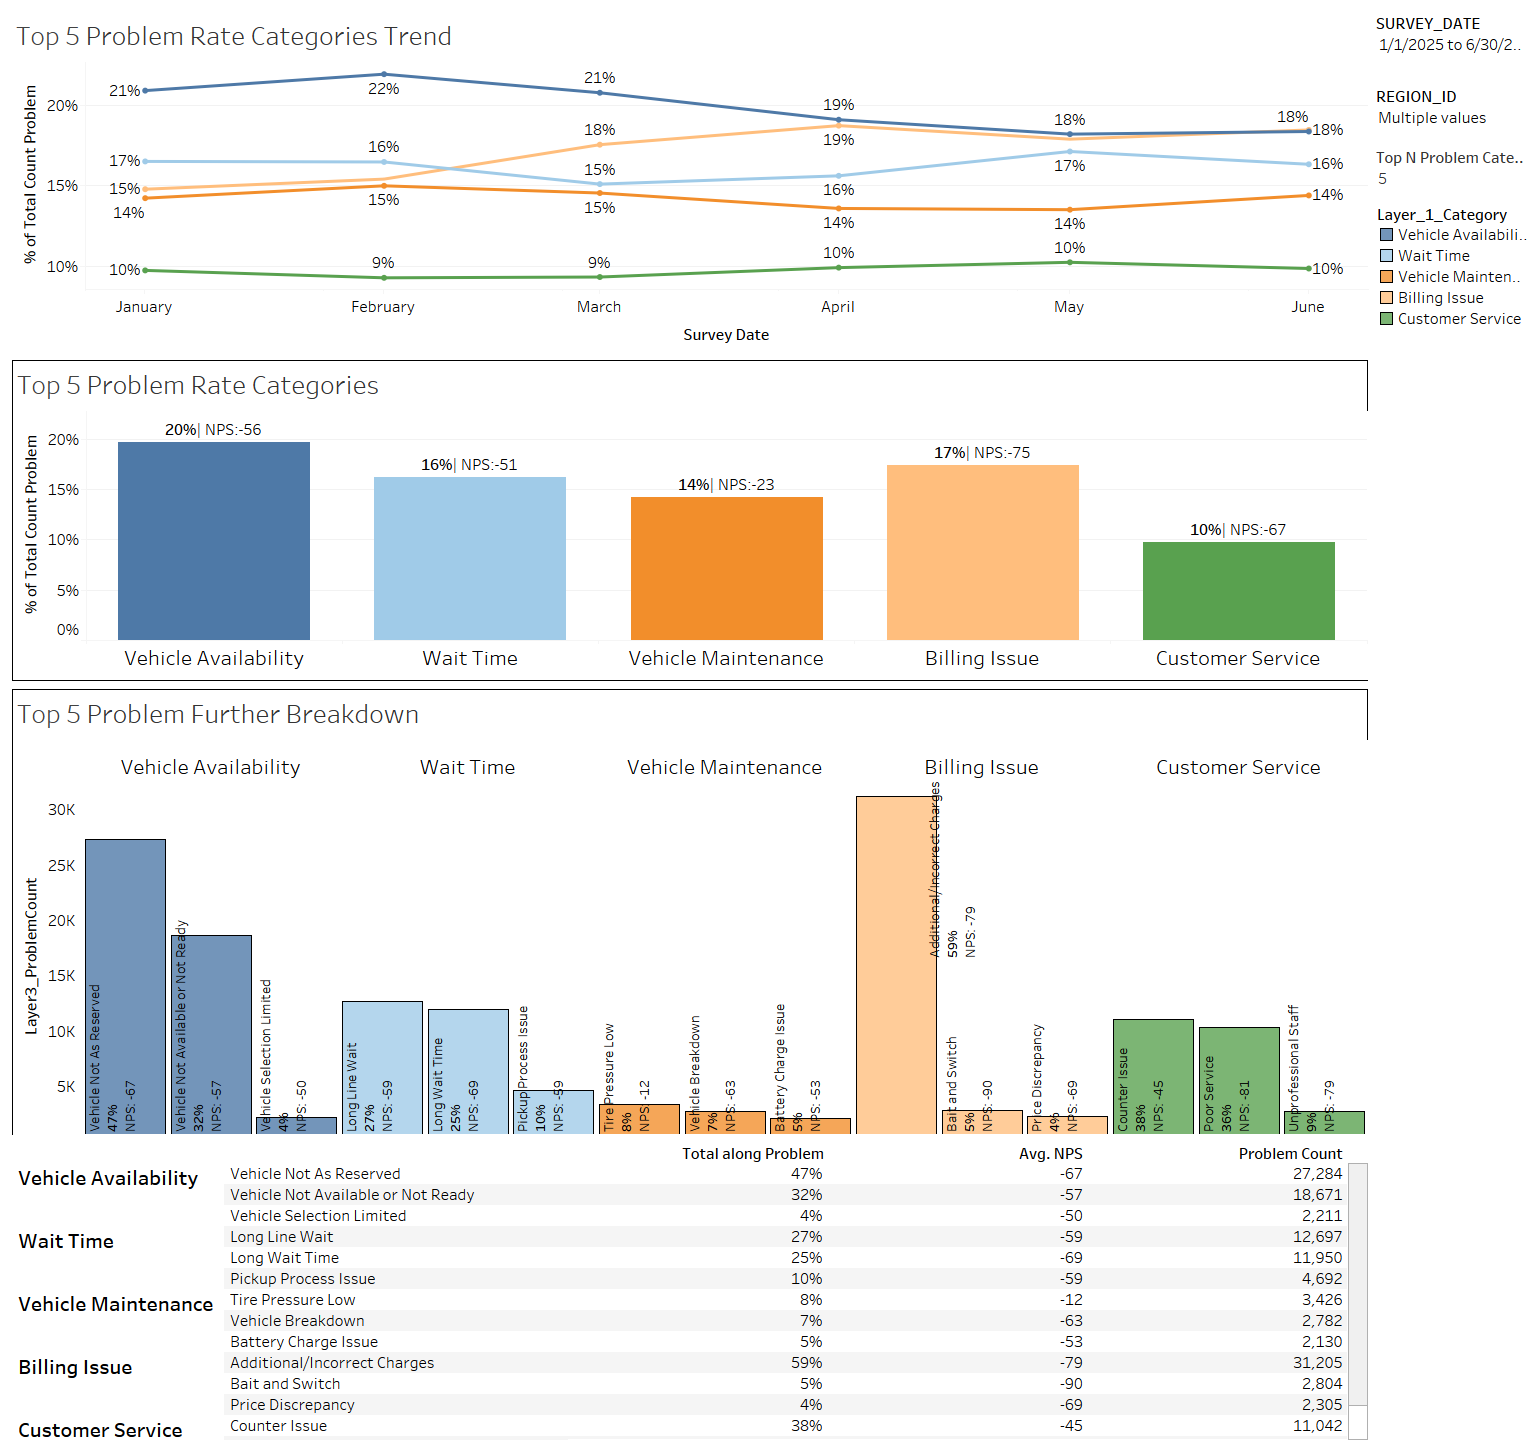 Top 5 Problem Rate Categories Trend
% of Total Count Problem
20%
15%
10%
21%
22%
21%
19%
18%
18%
17%
16%
15%
16%
17%
16%
15%
18%
19%
18%
14%
15%
15%
14%
14%
14%
10%
9%
9%
10%
10%
10%
January
February
March
April
May
June
Survey Date
SURVEY_DATE
1/1/2025 to 6/30/2..
REGION_ID
Multiple values
Top N Problem Cate..
5
Layer_1_Category
Vehicle Availabili..
Wait Time
Vehicle Mainten..
Billing Issue
Customer Service
Top 5 Problem Rate Categories
% of Total Count Problem
20%
15%
10%
5%
0%
20%| NPS:-56
16%| NPS:-51
14%| NPS:-23
17%| NPS:-75
10%| NPS:-67
Vehicle Availability
Wait Time
Vehicle Maintenance
Billing Issue
Customer Service
Top 5 Problem Further Breakdown
Vehicle Availability
Wait Time
Vehicle Maintenance
Billing Issue
Customer Service
Layer3_ProblemCount
30K
25K
20K
15K
10K
5K
Vehicle Not As Reserved
47%
NPS: -67
Vehicle Not Available or Not Ready
32%
NPS: -57
Vehicle Selection Limited
4%
NPS: -50
Long Line Wait
27%
NPS: -59
Long Wait Time
25%
NPS: -69
Pickup Process Issue
10%
NPS: -59
Tire Pressure Low
8%
NPS: -12
Vehicle Breakdown
7%
NPS: -63
Battery Charge Issue
5%
NPS: -53
Additional/Incorrect Charges
59%
NPS: -79
Bait and Switch
5%
NPS: -90
Price Discrepancy
4%
NPS: -69
Counter Issue
38%
NPS: -45
Poor Service
36%
NPS: -81
Unprofessional Staff
9%
NPS: -79
Total along Problem Avg. NPS Problem Count
Vehicle Availability Vehicle Not As Reserved 47% -67 27,284
Vehicle Not Available or Not Ready 32% -57 18,671
Vehicle Selection Limited 4% -50 2,211
Wait Time Long Line Wait 27% -59 12,697
Long Wait Time 25% -69 11,950
Pickup Process Issue 10% -59 4,692
Vehicle Maintenance Tire Pressure Low 8% -12 3,426
Vehicle Breakdown 7% -63 2,782
Battery Charge Issue 5% -53 2,130
Billing Issue Additional/Incorrect Charges 59% -79 31,205
Bait and Switch 5% -90 2,804
Price Discrepancy 4% -69 2,305
Customer Service Counter Issue 38% -45 11,042